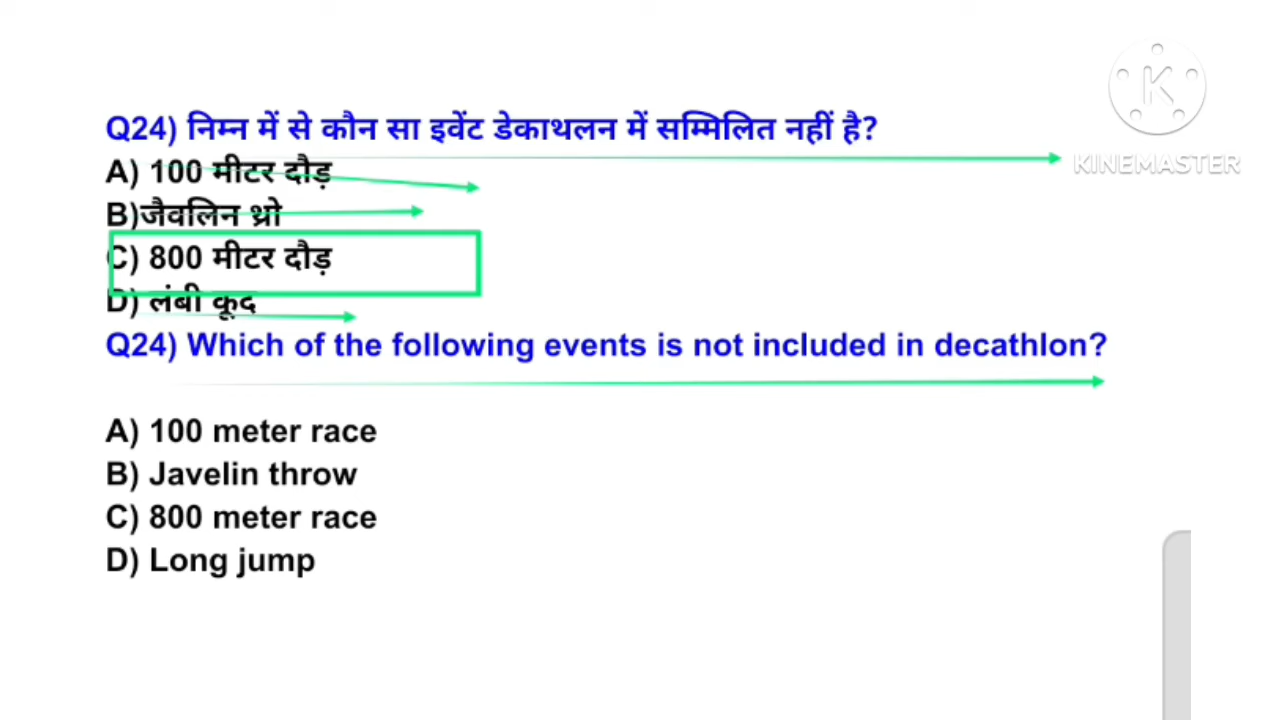 Q24) निम्न में से कौन सा इवेंट डेकाथलन में सम्मिलित नहीं है?
A) 100 मीटर दौड़
B)जैवलिन थ्रो
C) 800 मीटर दौड़
D) लंबी कूद
Q24) Which of the following events is not included in decathlon?
A) 100 meter race
B) Javelin throw
C) 800 meter race
D) Long jump
K
KINEMASTER